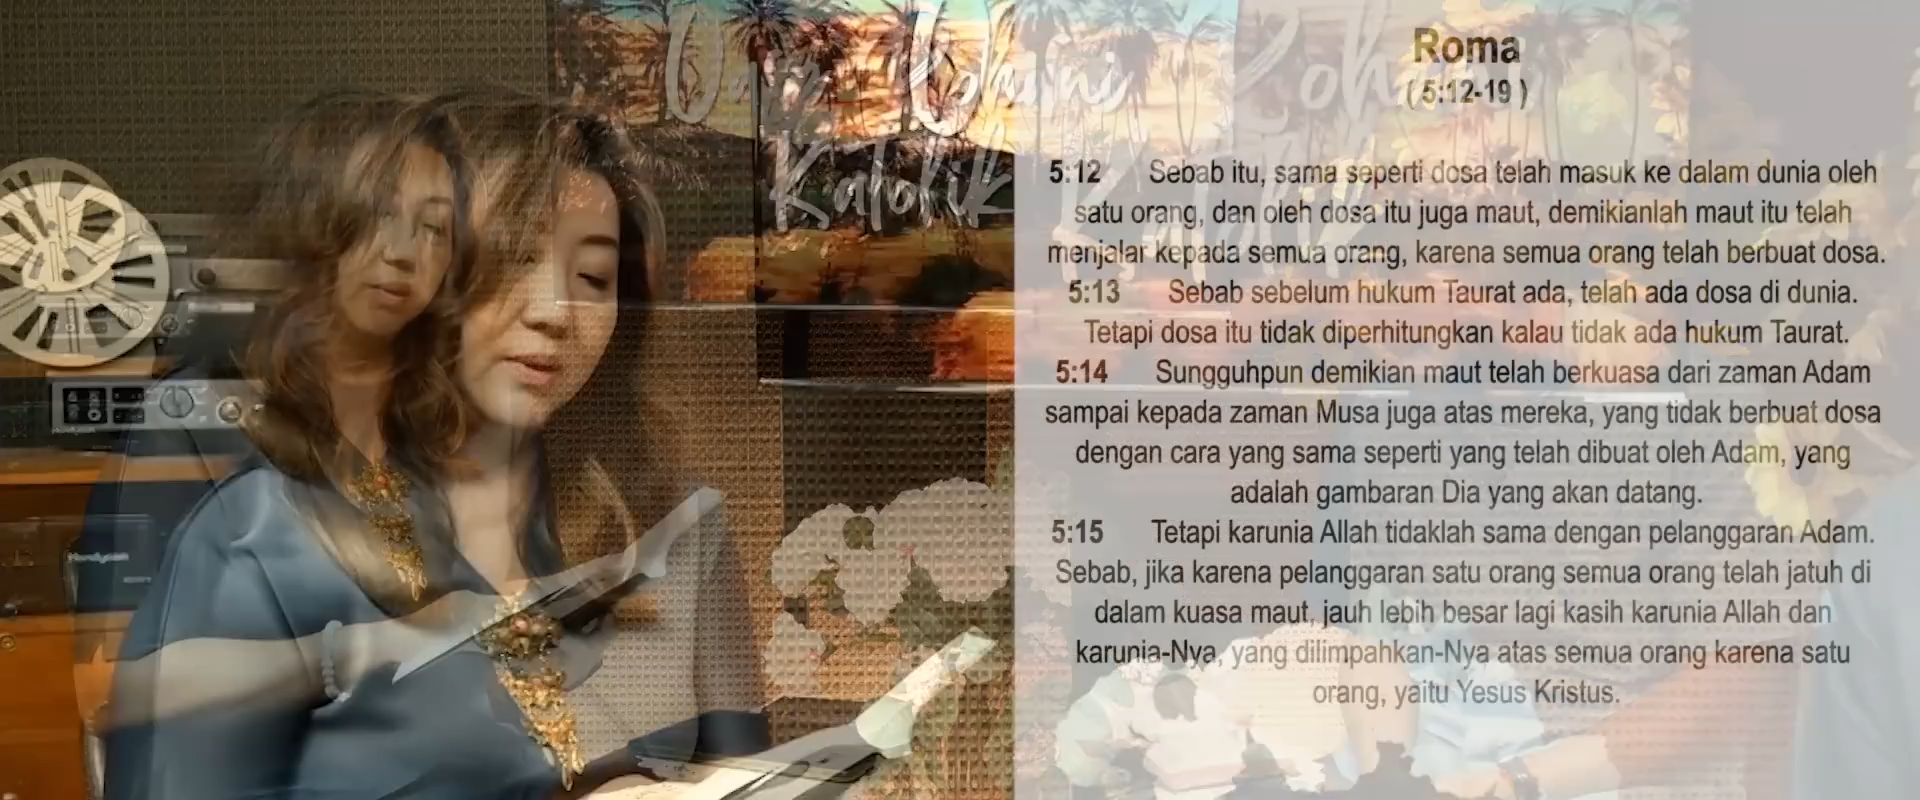 Oase Rohani
Katolik
Roma
( 5:12-19 )
5:12 Sebab itu, sama seperti dosa telah masuk ke dalam dunia oleh
satu orang, dan oleh dosa itu juga maut, demikianlah maut itu telah
menjalar kepada semua orang, karena semua orang telah berbuat dosa.
5:13 Sebab sebelum hukum Taurat ada, telah ada dosa di dunia.
Tetapi dosa itu tidak diperhitungkan kalau tidak ada hukum Taurat.
5:14 Sungguhpun demikian maut telah berkuasa dari zaman Adam
sampai kepada zaman Musa juga atas mereka, yang tidak berbuat dosa
dengan cara yang sama seperti yang telah dibuat oleh Adam, yang
adalah gambaran Dia yang akan datang.
5:15 Tetapi karunia Allah tidaklah sama dengan pelanggaran Adam.
Sebab, jika karena pelanggaran satu orang semua orang telah jatuh di
dalam kuasa maut, jauh lebih besar lagi kasih karunia Allah dan
karunia-Nya, yang dilimpahkan-Nya atas semua orang karena satu
orang, yaitu Yesus Kristus.